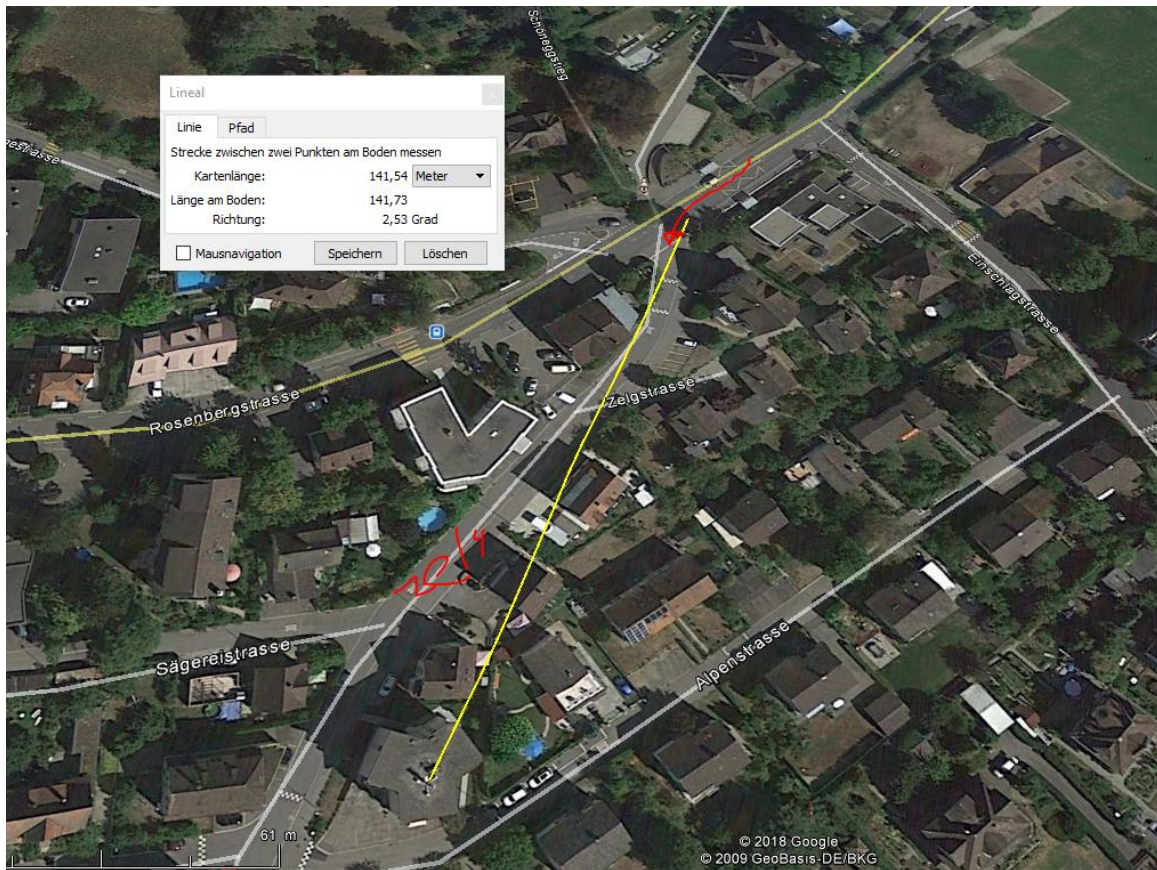 Schöneggstieg
Lineal
Linie Pfad
Strecke zwischen zwei Punkten am Boden messen
Kartenlänge: 141,54 Meter
Länge am Boden: 141,73
Richtung: 2,53 Grad
Mausnavigation Speichern Löschen
Einschlagstrasse
Zelgstrasse
Rosenbergstrasse
Alpenstrasse
Sägereistrasse
61 m
© 2018 Google
© 2009 GeoBasis-DE/BKG